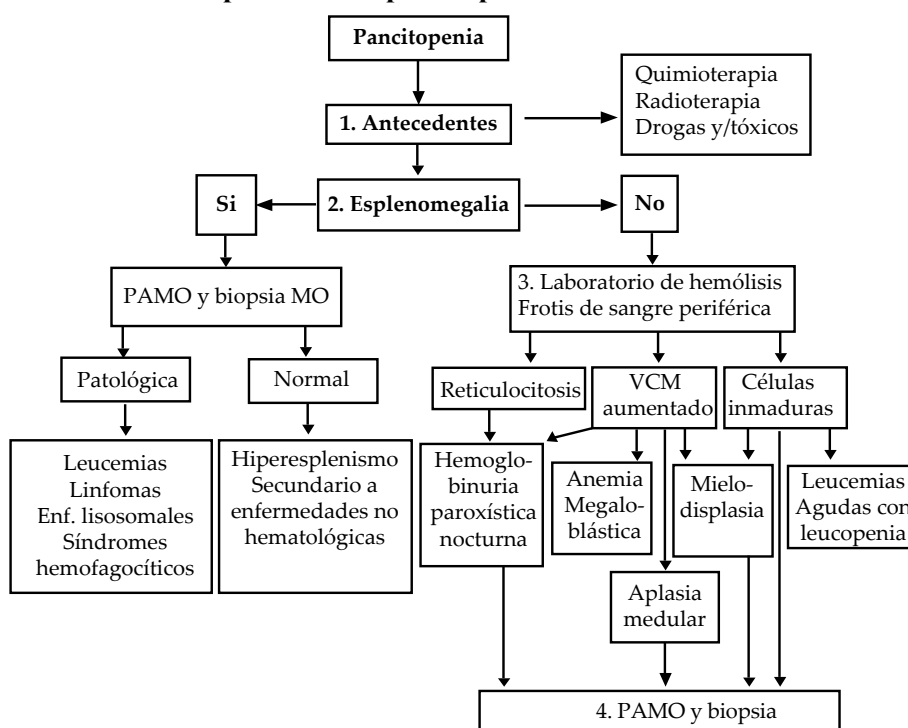 Pancitopenia
Quimioterapia
Radioterapia
Drogas y/tóxicos
1. Antecedentes
Si
2. Esplenomegalia
No
PAMO y biopsia MO
3. Laboratorio de hemólisis
Frotis de sangre periférica
Patológica
Normal
Reticulocitosis
VCM
aumentado
Células
inmaduras
Leucemias
Linfomas
Enf. lisosomales
Síndromes
hemofagocíticos
Hiperesplenismo
Secundario a
enfermedades no
hematológicas
Hemoglo-
binuria
paroxística
nocturna
Anemia
Megalo-
blástica
Mielo-
displasia
Leucemias
Agudas con
leucopenia
Aplasia
medular
4. PAMO y biopsia